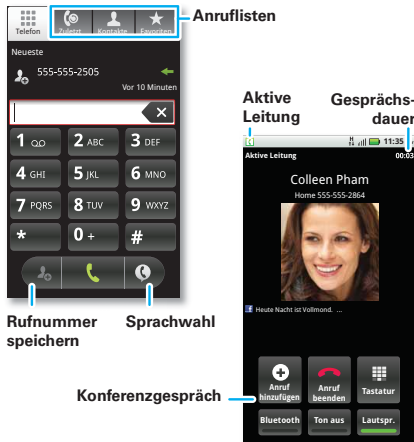 Anruflisten
Telefon Zuletzt Kontakte Favoriten
Neueste
555-555-2505
Vor 10 Minuten
1 2 ABC 3 DEF
4 GHI 5 JKL 6 MNO
7 PQRS 8 TUV 9 WXYZ
* 0 + #
Rufnummer speichern
Sprachwahl
Aktive Leitung
Gesprächs-
dauer
11:35
Aktive Leitung 00:03
Colleen Pham
Home 555-555-2864
Heute Nacht ist Vollmond. ...
Konferenzgespräch
Anruf hinzufügen
Anruf beenden
Tastatur
Bluetooth Ton aus Lautspr.